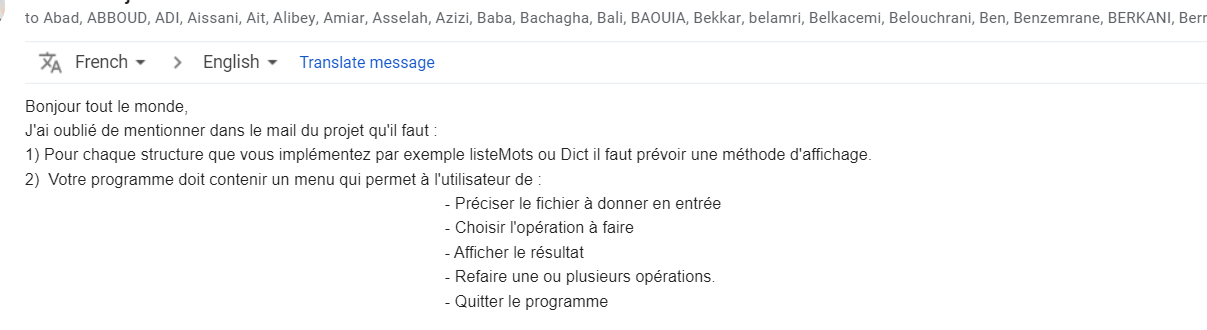 to Abad, ABBOUD, ADI, Aissani, Ait, Alibey, Amiar, Asselah, Azizi, Baba, Bachagha, Bali, BAOUIA, Bekkar, belamri, Belkacemi, Belouchrani, Ben, Benzemrane, BERKANI,
French > English Translate message
Bonjour tout le monde,
J'ai oublié de mentionner dans le mail du projet qu'il faut :
1) Pour chaque structure que vous implémentez par exemple listeMots ou Dict il faut prévoir une méthode d'affichage.
2) Votre programme doit contenir un menu qui permet à l'utilisateur de :
- Préciser le fichier à donner en entrée
- Choisir l'opération à faire
- Afficher le résultat
- Refaire une ou plusieurs opérations.
- Quitter le programme